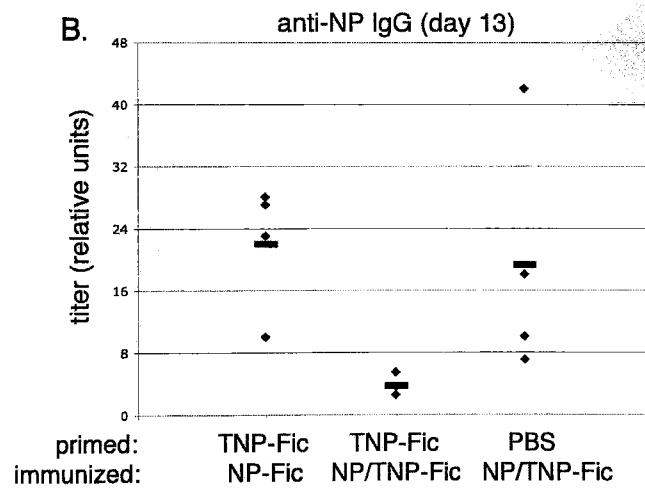 B.
anti-NP IgG (day 13)
titer (relative units)
48
40
32
24
16
8
0
primed: TNP-Fic TNP-Fic PBS
immunized: NP-Fic NP/TNP-Fic NP/TNP-Fic